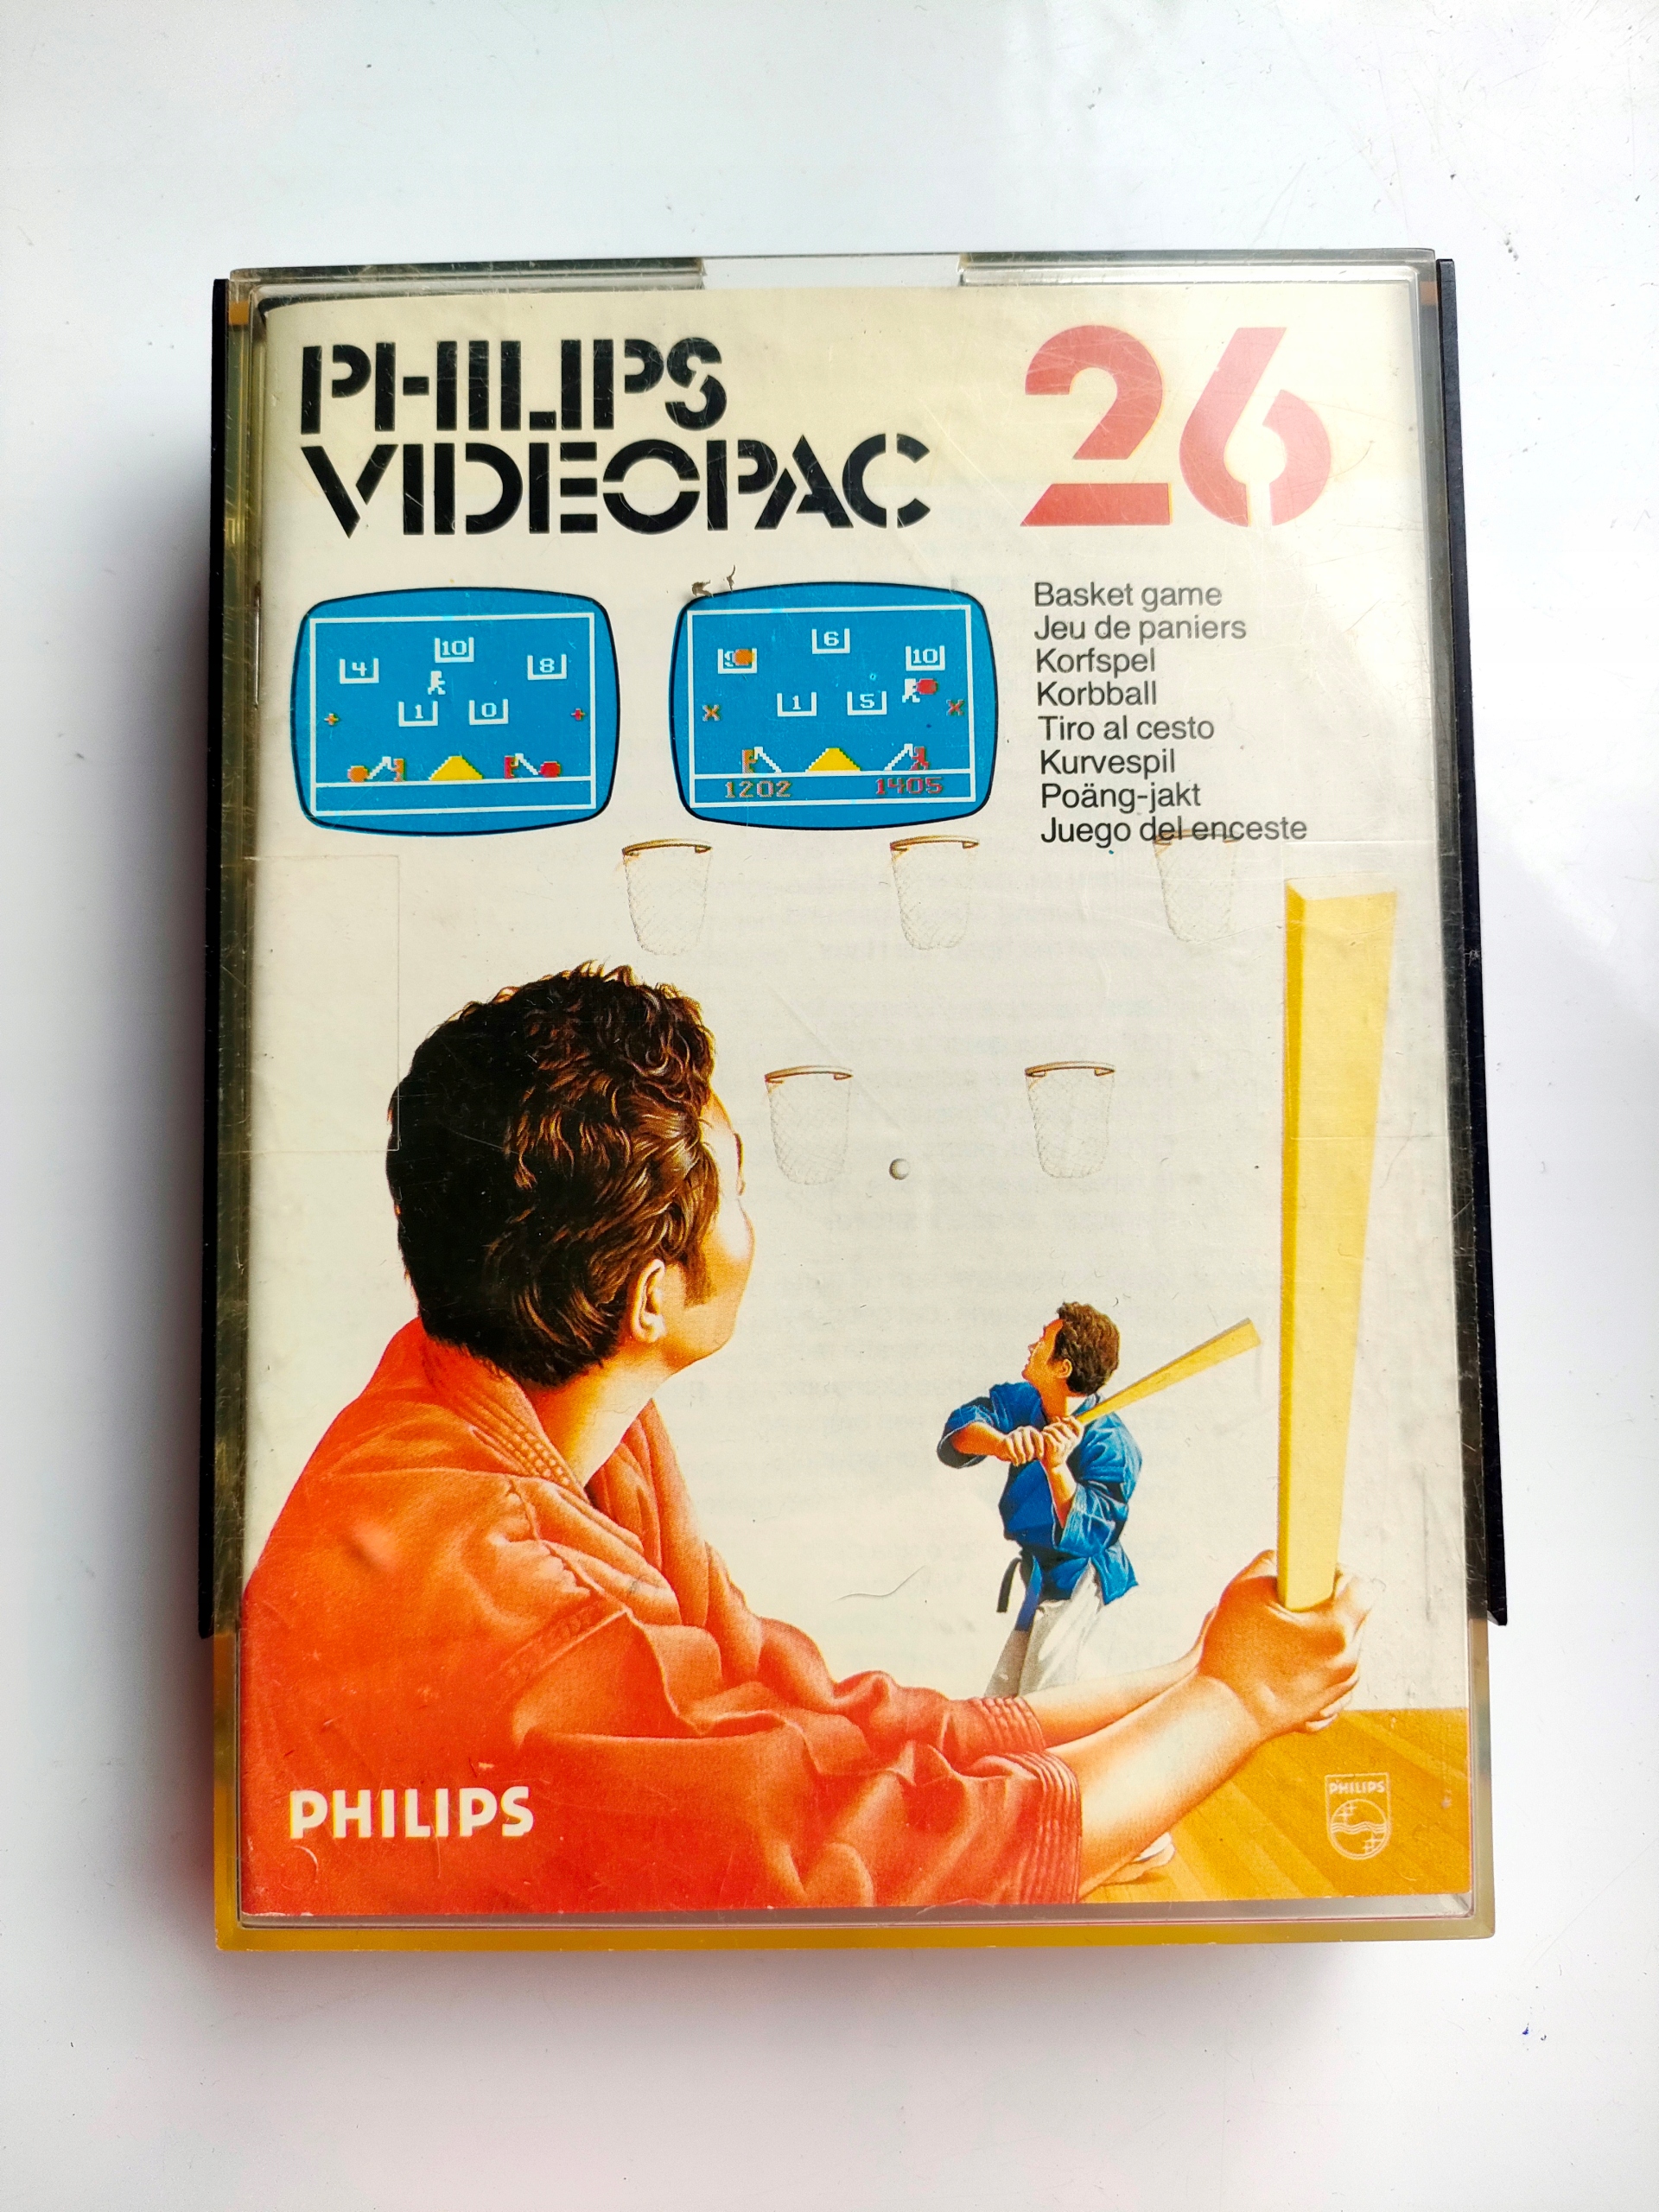 PHILIPS
VIDEOPAC
26
4
10
8
1
0
6
10
1
5
1202
1405
Basket game
Jeu de paniers
Korfspel
Korbball
Tiro al cesto
Kurvespil
Poäng-jakt
Juego del enceste
PHILIPS
PHILIPS